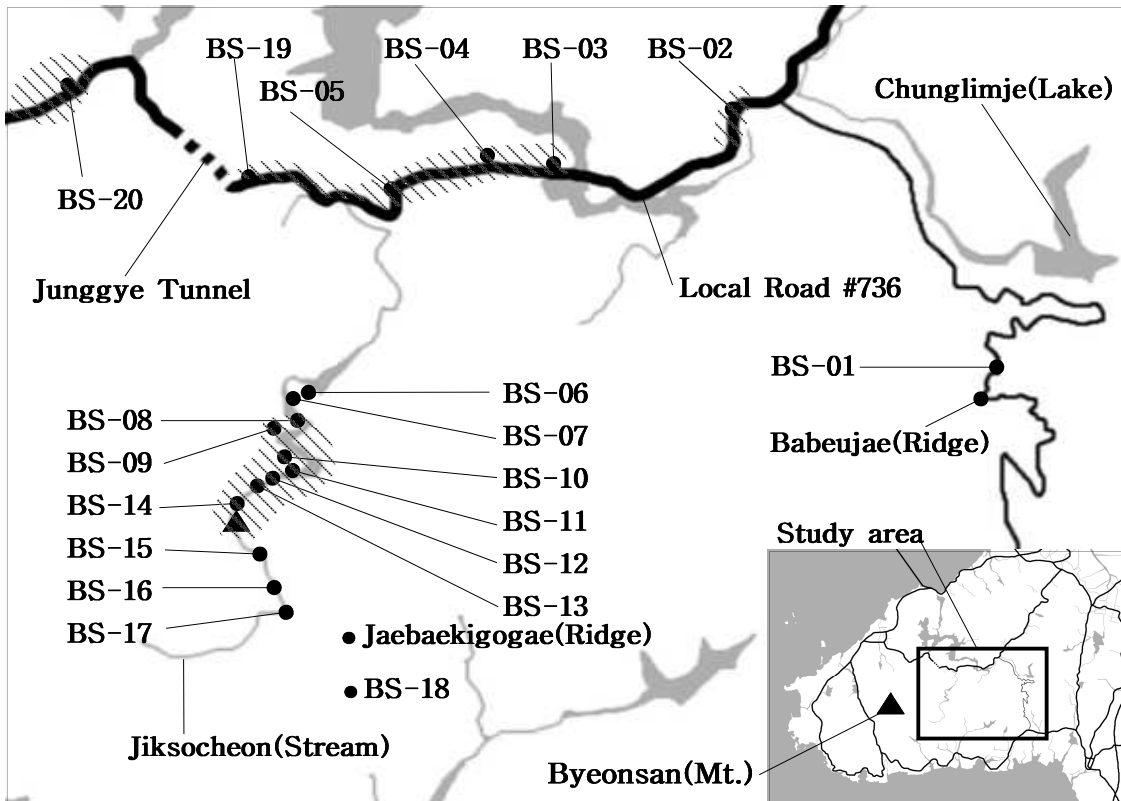 BS-19
BS-04
BS-03
BS-02
BS-05
Chunglimje(Lake)
BS-20
Junggye Tunnel
Local Road #736
BS-01
BS-06
BS-08
BS-07
Babeujae(Ridge)
BS-09
BS-10
BS-14
BS-11
Study area
BS-15
BS-12
BS-16
BS-13
BS-17
Jaebaekigogae(Ridge)
BS-18
Jiksocheon(Stream)
Byeonsan(Mt.)